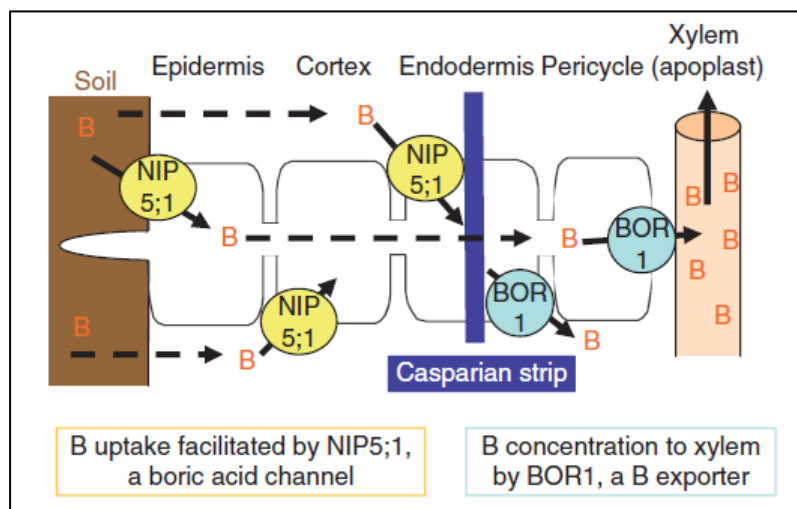 Soil
Epidermis
Cortex
Endodermis
Pericycle
Xylem
(apoplast)
B
B
NIP
5;1
NIP
5;1
B
B
BOR
1
B
B
B
B
B
B
NIP
5;1
BOR
1
B
B
B
Casparian strip
B uptake facilitated by NIP5;1,
a boric acid channel
B concentration to xylem
by BOR1, a B exporter